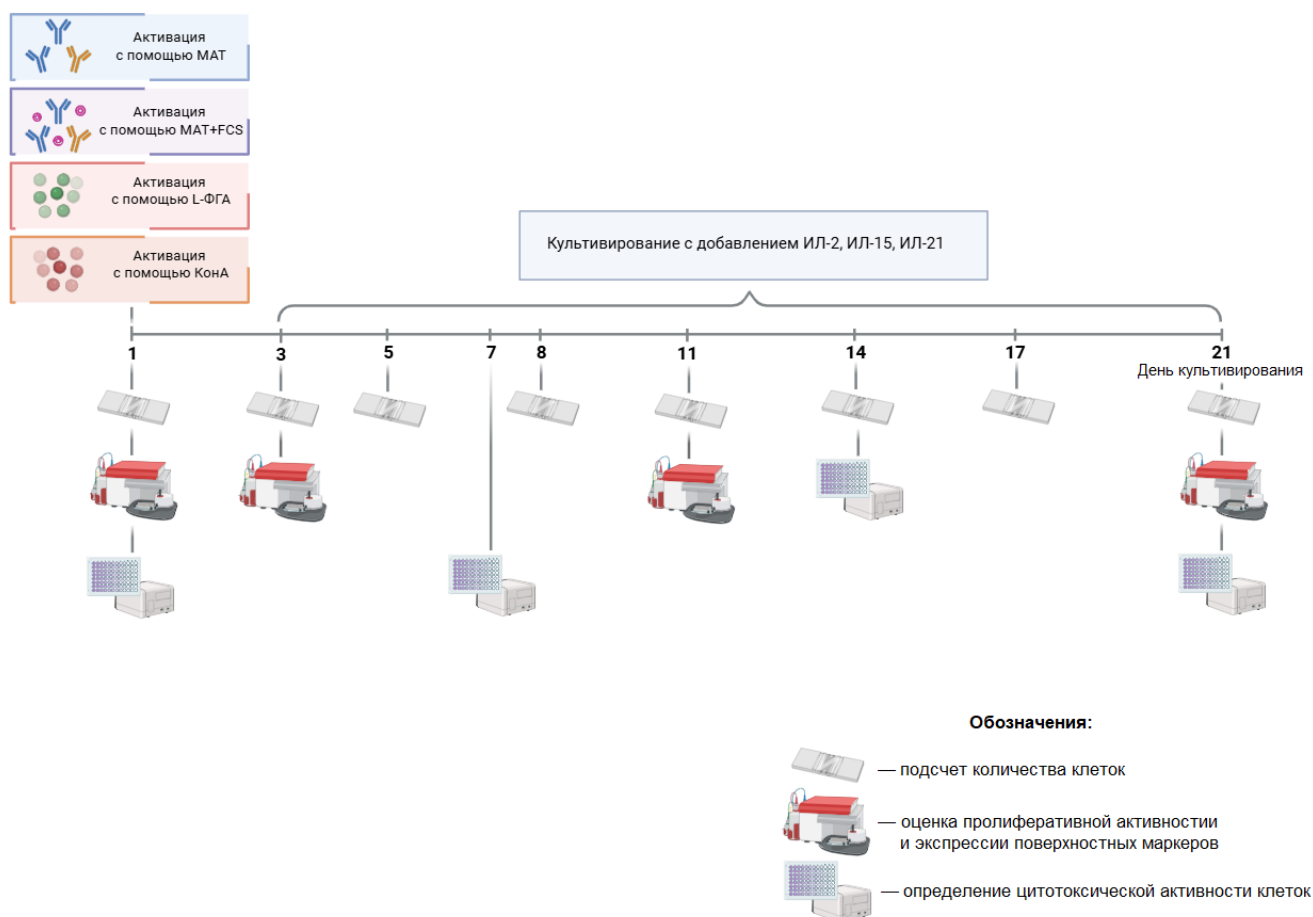 Активация
с помощью МАТ
Активация
с помощью МАТ+FCS
Активация
с помощью L-ФГА
Активация
с помощью КонА
Культивирование с добавлением ИЛ-2, ИЛ-15, ИЛ-21
1 3 5 7 8 11 14 17 21
День культивирования
Обозначения:
— подсчет количества клеток
— оценка пролиферативной активностии
и экспрессии поверхностных маркеров
— определение цитотоксической активности клеток